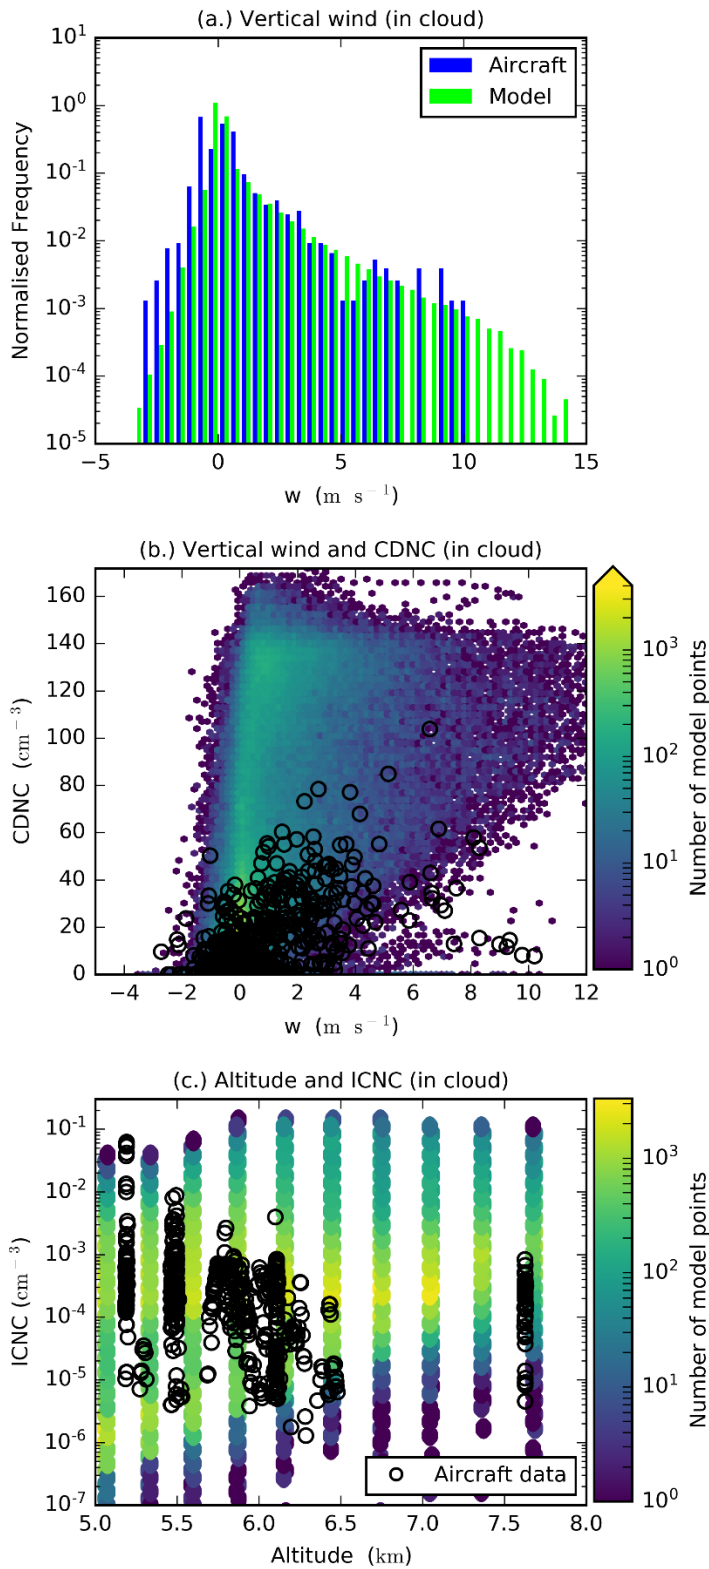 (a.) Vertical wind (in cloud)
10^1
10^0
10^-1
10^-2
10^-3
10^-4
10^-5
Normalised Frequency
Aircraft
Model
−5 0 5 10 15
w (m s^−1)
(b.) Vertical wind and CDNC (in cloud)
160
140
120
100
80
60
40
20
0
CDNC (cm^−3)
−4 −2 0 2 4 6 8 10 12
w (m s^−1)
10^3
10^2
10^1
10^0
Number of model points
(c.) Altitude and ICNC (in cloud)
10^-1
10^-2
10^-3
10^-4
10^-5
10^-6
10^-7
ICNC (cm^−3)
Aircraft data
5.0 5.5 6.0 6.5 7.0 7.5 8.0
Altitude (km)
10^3
10^2
10^1
10^0
Number of model points